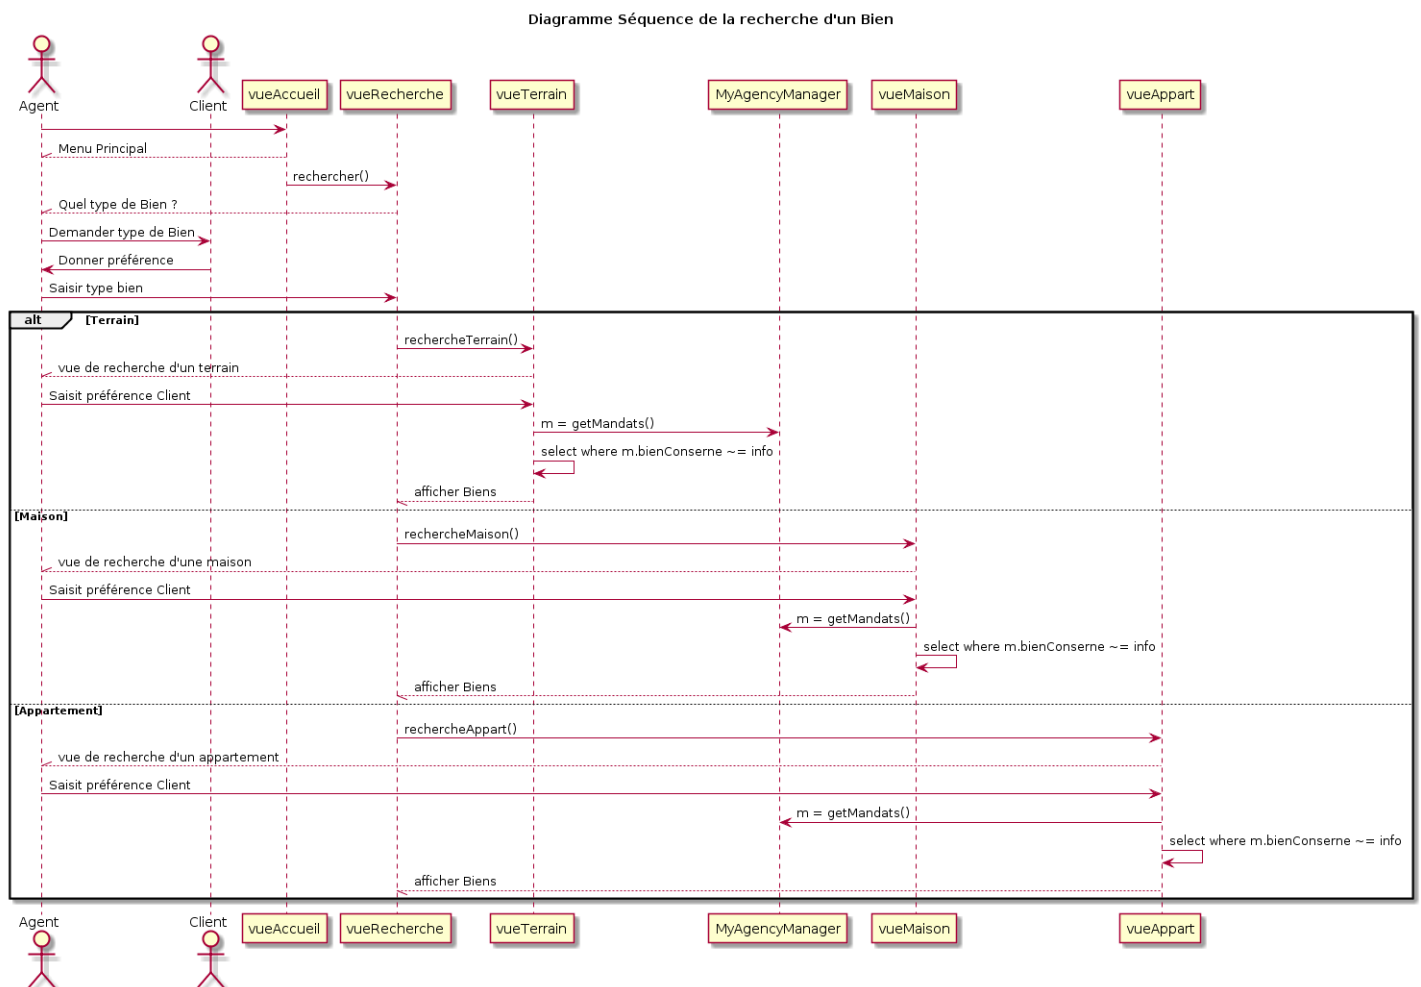 Diagramme Séquence de la recherche d'un Bien
Agent
Client
vueAccueil
vueRecherche
vueTerrain
MyAgencyManager
vueMaison
vueAppart
Menu Principal
rechercher()
Quel type de Bien ?
Demander type de Bien
Donner préférence
Saisir type bien
alt
[Terrain]
rechercheTerrain()
vue de recherche d'un terrain
Saisit préférence Client
m = getMandats()
select where m.bienConserne ~= info
afficher Biens
[Maison]
rechercheMaison()
vue de recherche d'une maison
Saisit préférence Client
m = getMandats()
select where m.bienConserne ~= info
afficher Biens
[Appartement]
rechercheAppart()
vue de recherche d'un appartement
Saisit préférence Client
m = getMandats()
select where m.bienConserne ~= info
afficher Biens
Agent
Client
vueAccueil
vueRecherche
vueTerrain
MyAgencyManager
vueMaison
vueAppart